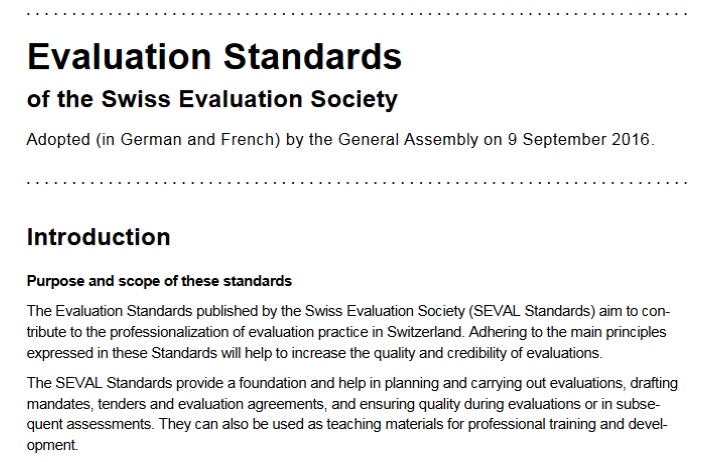 Evaluation Standards
of the Swiss Evaluation Society
Adopted (in German and French) by the General Assembly on 9 September 2016.
Introduction
Purpose and scope of these standards
The Evaluation Standards published by the Swiss Evaluation Society (SEVAL Standards) aim to con-
tribute to the professionalization of evaluation practice in Switzerland. Adhering to the main principles
expressed in these Standards will help to increase the quality and credibility of evaluations.
The SEVAL Standards provide a foundation and help in planning and carrying out evaluations, drafting
mandates, tenders and evaluation agreements, and ensuring quality during evaluations or in subse-
quent assessments. They can also be used as teaching materials for professional training and devel-
opment.